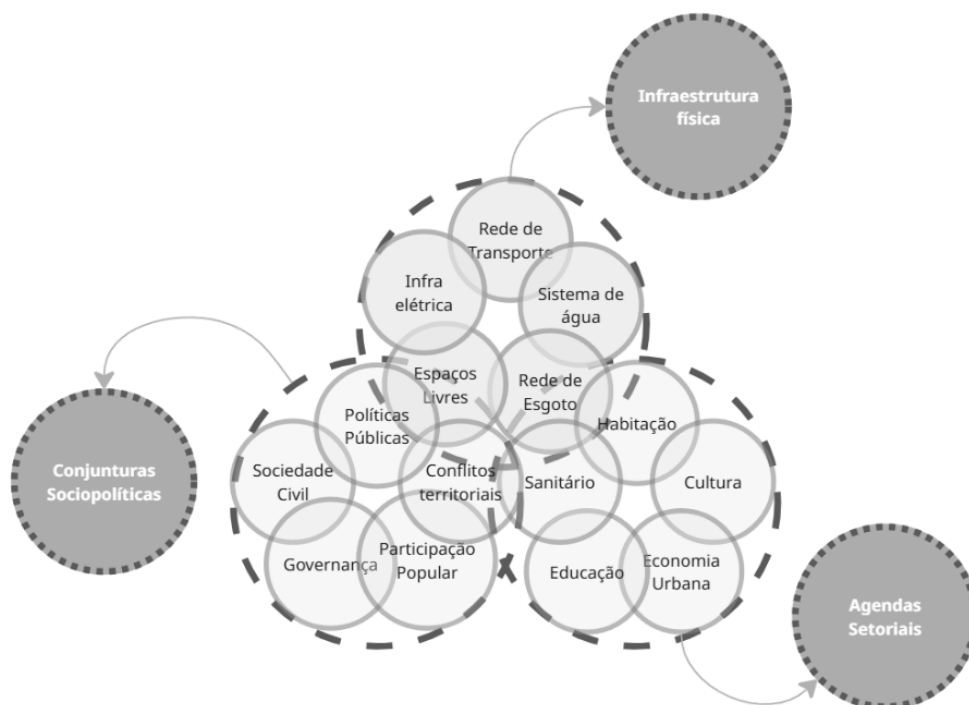 Infraestrutura
física
Rede de
Transporte
Infra
elétrica
Sistema de
água
Espaços
Livres
Rede de
Esgoto
Políticas
Públicas
Habitação
Conjunturas
Sociopolíticas
Sociedade
Civil
Conflitos
territoriais
Sanitário
Cultura
Governança
Participação
Popular
Educação
Economia
Urbana
Agendas
Setoriais